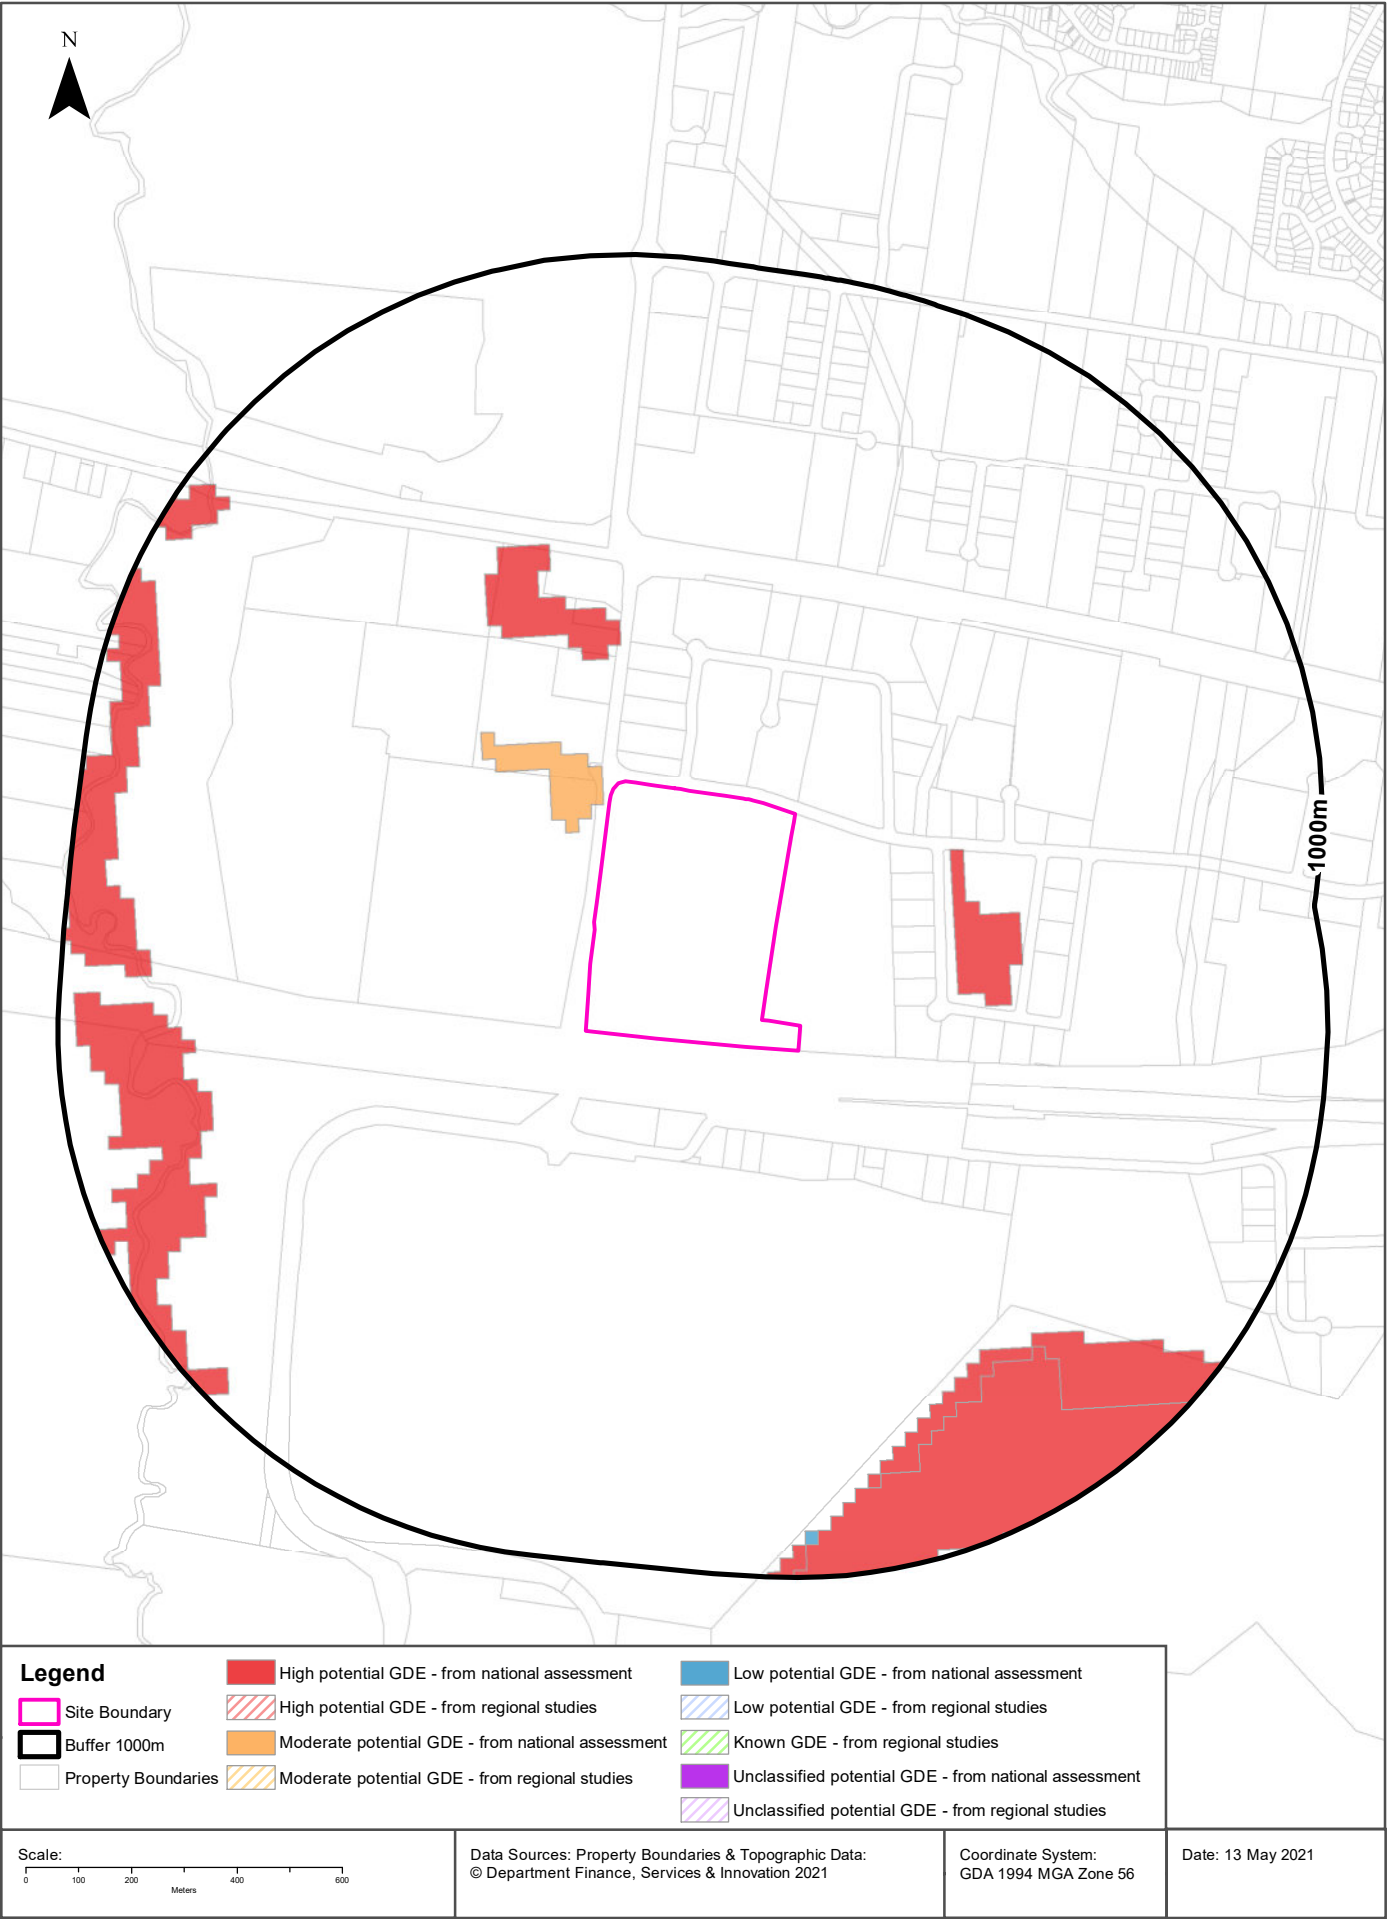 N
1000m
Legend
Site Boundary
Buffer 1000m
Property Boundaries
High potential GDE - from national assessment
High potential GDE - from regional studies
Moderate potential GDE - from national assessment
Moderate potential GDE - from regional studies
Low potential GDE - from national assessment
Low potential GDE - from regional studies
Known GDE - from regional studies
Unclassified potential GDE - from national assessment
Unclassified potential GDE - from regional studies
Scale:
0 100 200 400 600
Meters
Data Sources: Property Boundaries & Topographic Data:
© Department Finance, Services & Innovation 2021
Coordinate System:
GDA 1994 MGA Zone 56
Date: 13 May 2021